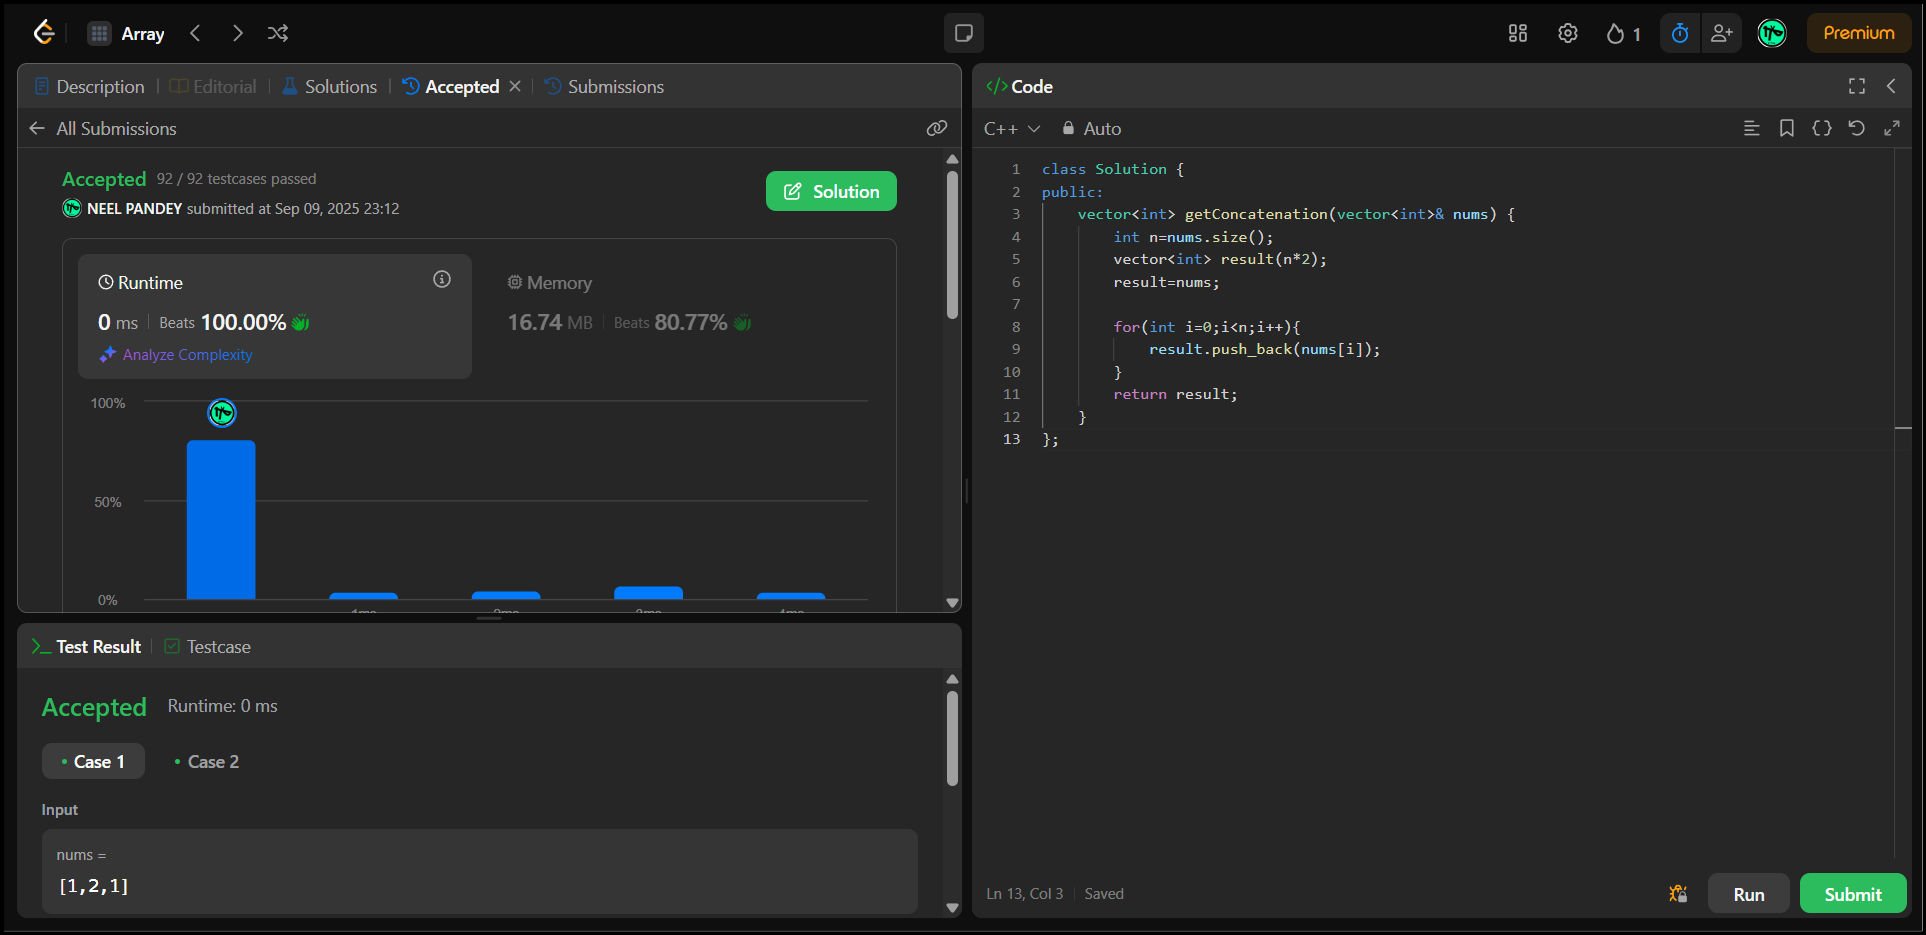 Array
1
Premium
Description
Editorial
Solutions
Accepted
Submissions
All Submissions
Accepted 92 / 92 testcases passed
NEEL PANDEY submitted at Sep 09, 2025 23:12
Solution
Runtime
0 ms Beats 100.00%
Analyze Complexity
Memory
16.74 MB Beats 80.77%
100%
50%
0%
1ms 2ms 3ms 4ms
Test Result
Testcase
Accepted Runtime: 0 ms
Case 1
Case 2
Input
nums =
[1,2,1]
</> Code
C++ Auto
1 class Solution {
2 public:
3     vector<int> getConcatenation(vector<int>& nums) {
4         int n=nums.size();
5         vector<int> result(n*2);
6         result=nums;
7
8         for(int i=0;i<n;i++){
9             result.push_back(nums[i]);
10         }
11         return result;
12     }
13 };
Ln 13, Col 3 Saved
Run
Submit